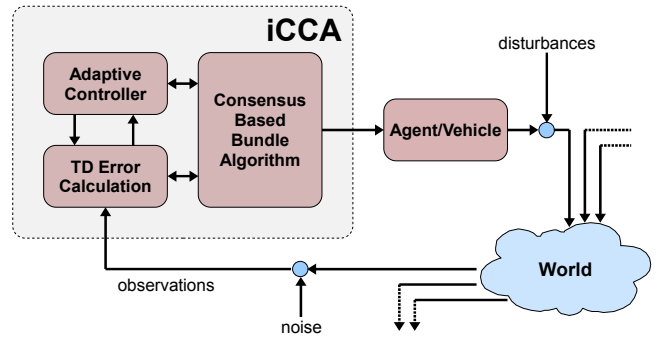 iCCA
disturbances
Adaptive
Controller
Consensus
Based
Bundle
Algorithm
Agent/Vehicle
TD Error
Calculation
World
observations
noise